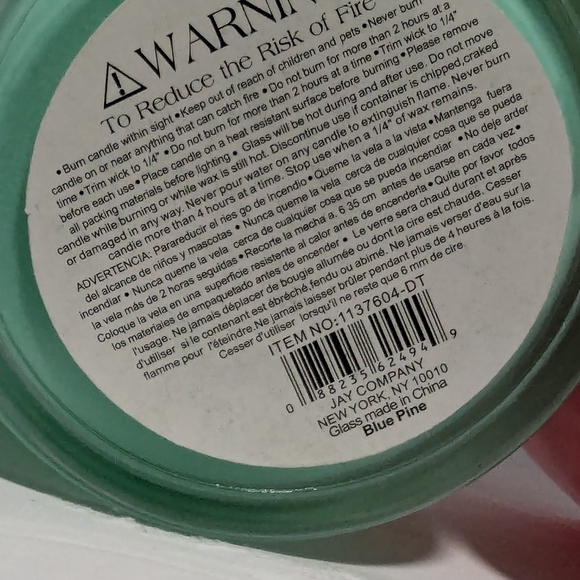 ⚠WARNIN
To Reduce the Risk of Fire
• Burn candle within sight • Keep out of reach of children and pets • Never burn
candle on or near anything that can catch fire • Do not burn for more than 2 hours at a
time • Trim wick to 1/4" • Do not burn for more than 2 hours at a time • Trim wick to 1/4"
before each use • Place candle on a heat resistant surface before burning • Please remove
all packing materials before lighting • Glass will be hot during and after use. Do not move
candle while burning or while wax is still hot. Discontinue use if container is chipped,craked
or damaged in any way. Never pour water on any candle to extinguish flame. Never burn
candle more than 4 hours at a time. Stop use when a 1/4" of wax remains.
ADVERTENCIA: Parareducir el ries go de incendio • Queme la vela a la vista • Mantenga fuera
del alcance de niños y mascotas • Nunca queme la vela cerca de cualquier cosa que se pueda
incendiar • Nunca queme la vela cerca de cualquier cosa que se pueda incendiar • No deje arder
la vela más de 2 horas seguidas • Recorte la mecha a. 6 35 cm antes de usarse en cada vez •
Coloque la vela en una superficie resistente al calor antes de encenderla • Quite por favor todos
los materiales de empaquetado antes de encender • Le verre sera chaud durant et après
l'usage. Ne jamais déplacer de bougie allumée ou dont la cire est chaude. Cesser
d'utiliser si le contenant est ébréché,fendu ou abîmé. Ne jamais verser d'eau sur la
flamme pour l'éteindre.Ne jamais laisser brûler pendant plus de 4 heures à la fois.
Cesser d'utiliser lorsqu'il ne reste que 6 mm de cire.
ITEM NO:1137604-DT
0 88235 62494 9
JAY COMPANY
NEW YORK, NY 10010
Glass made in China
Blue Pine